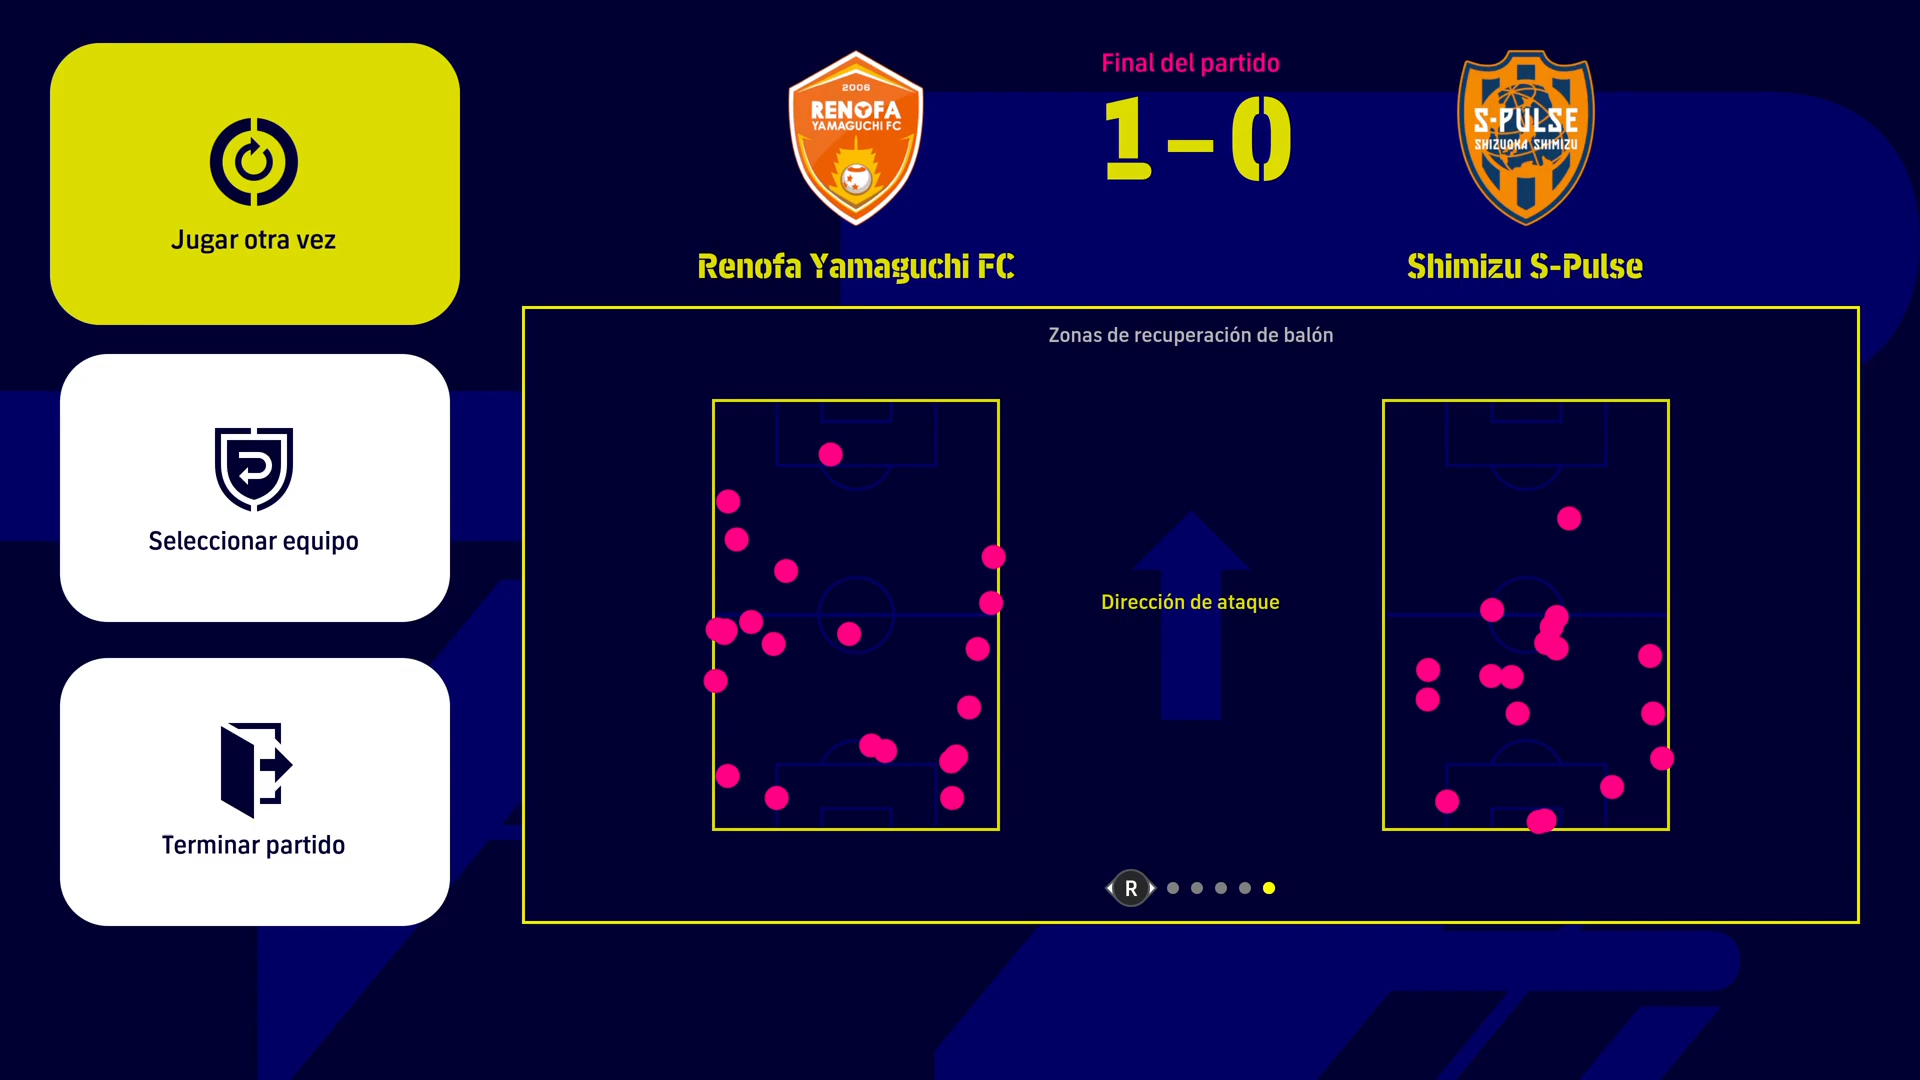 Jugar otra vez
Seleccionar equipo
Terminar partido
2006
RENOFA
YAMAGUCHI FC
Final del partido
1-0
S-PULSE
SHIZUOKA SHIMIZU
Renofa Yamaguchi FC
Shimizu S-Pulse
Zonas de recuperación de balón
Dirección de ataque
R